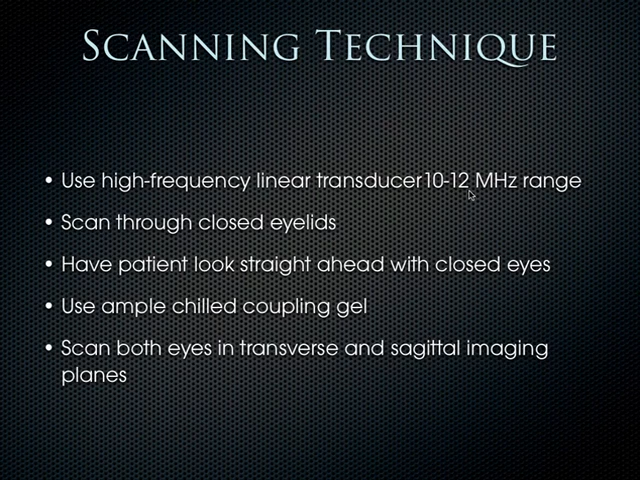 Scanning Technique
• Use high-frequency linear transducer10-12 MHz range
• Scan through closed eyelids
• Have patient look straight ahead with closed eyes
• Use ample chilled coupling gel
• Scan both eyes in transverse and sagittal imaging
planes